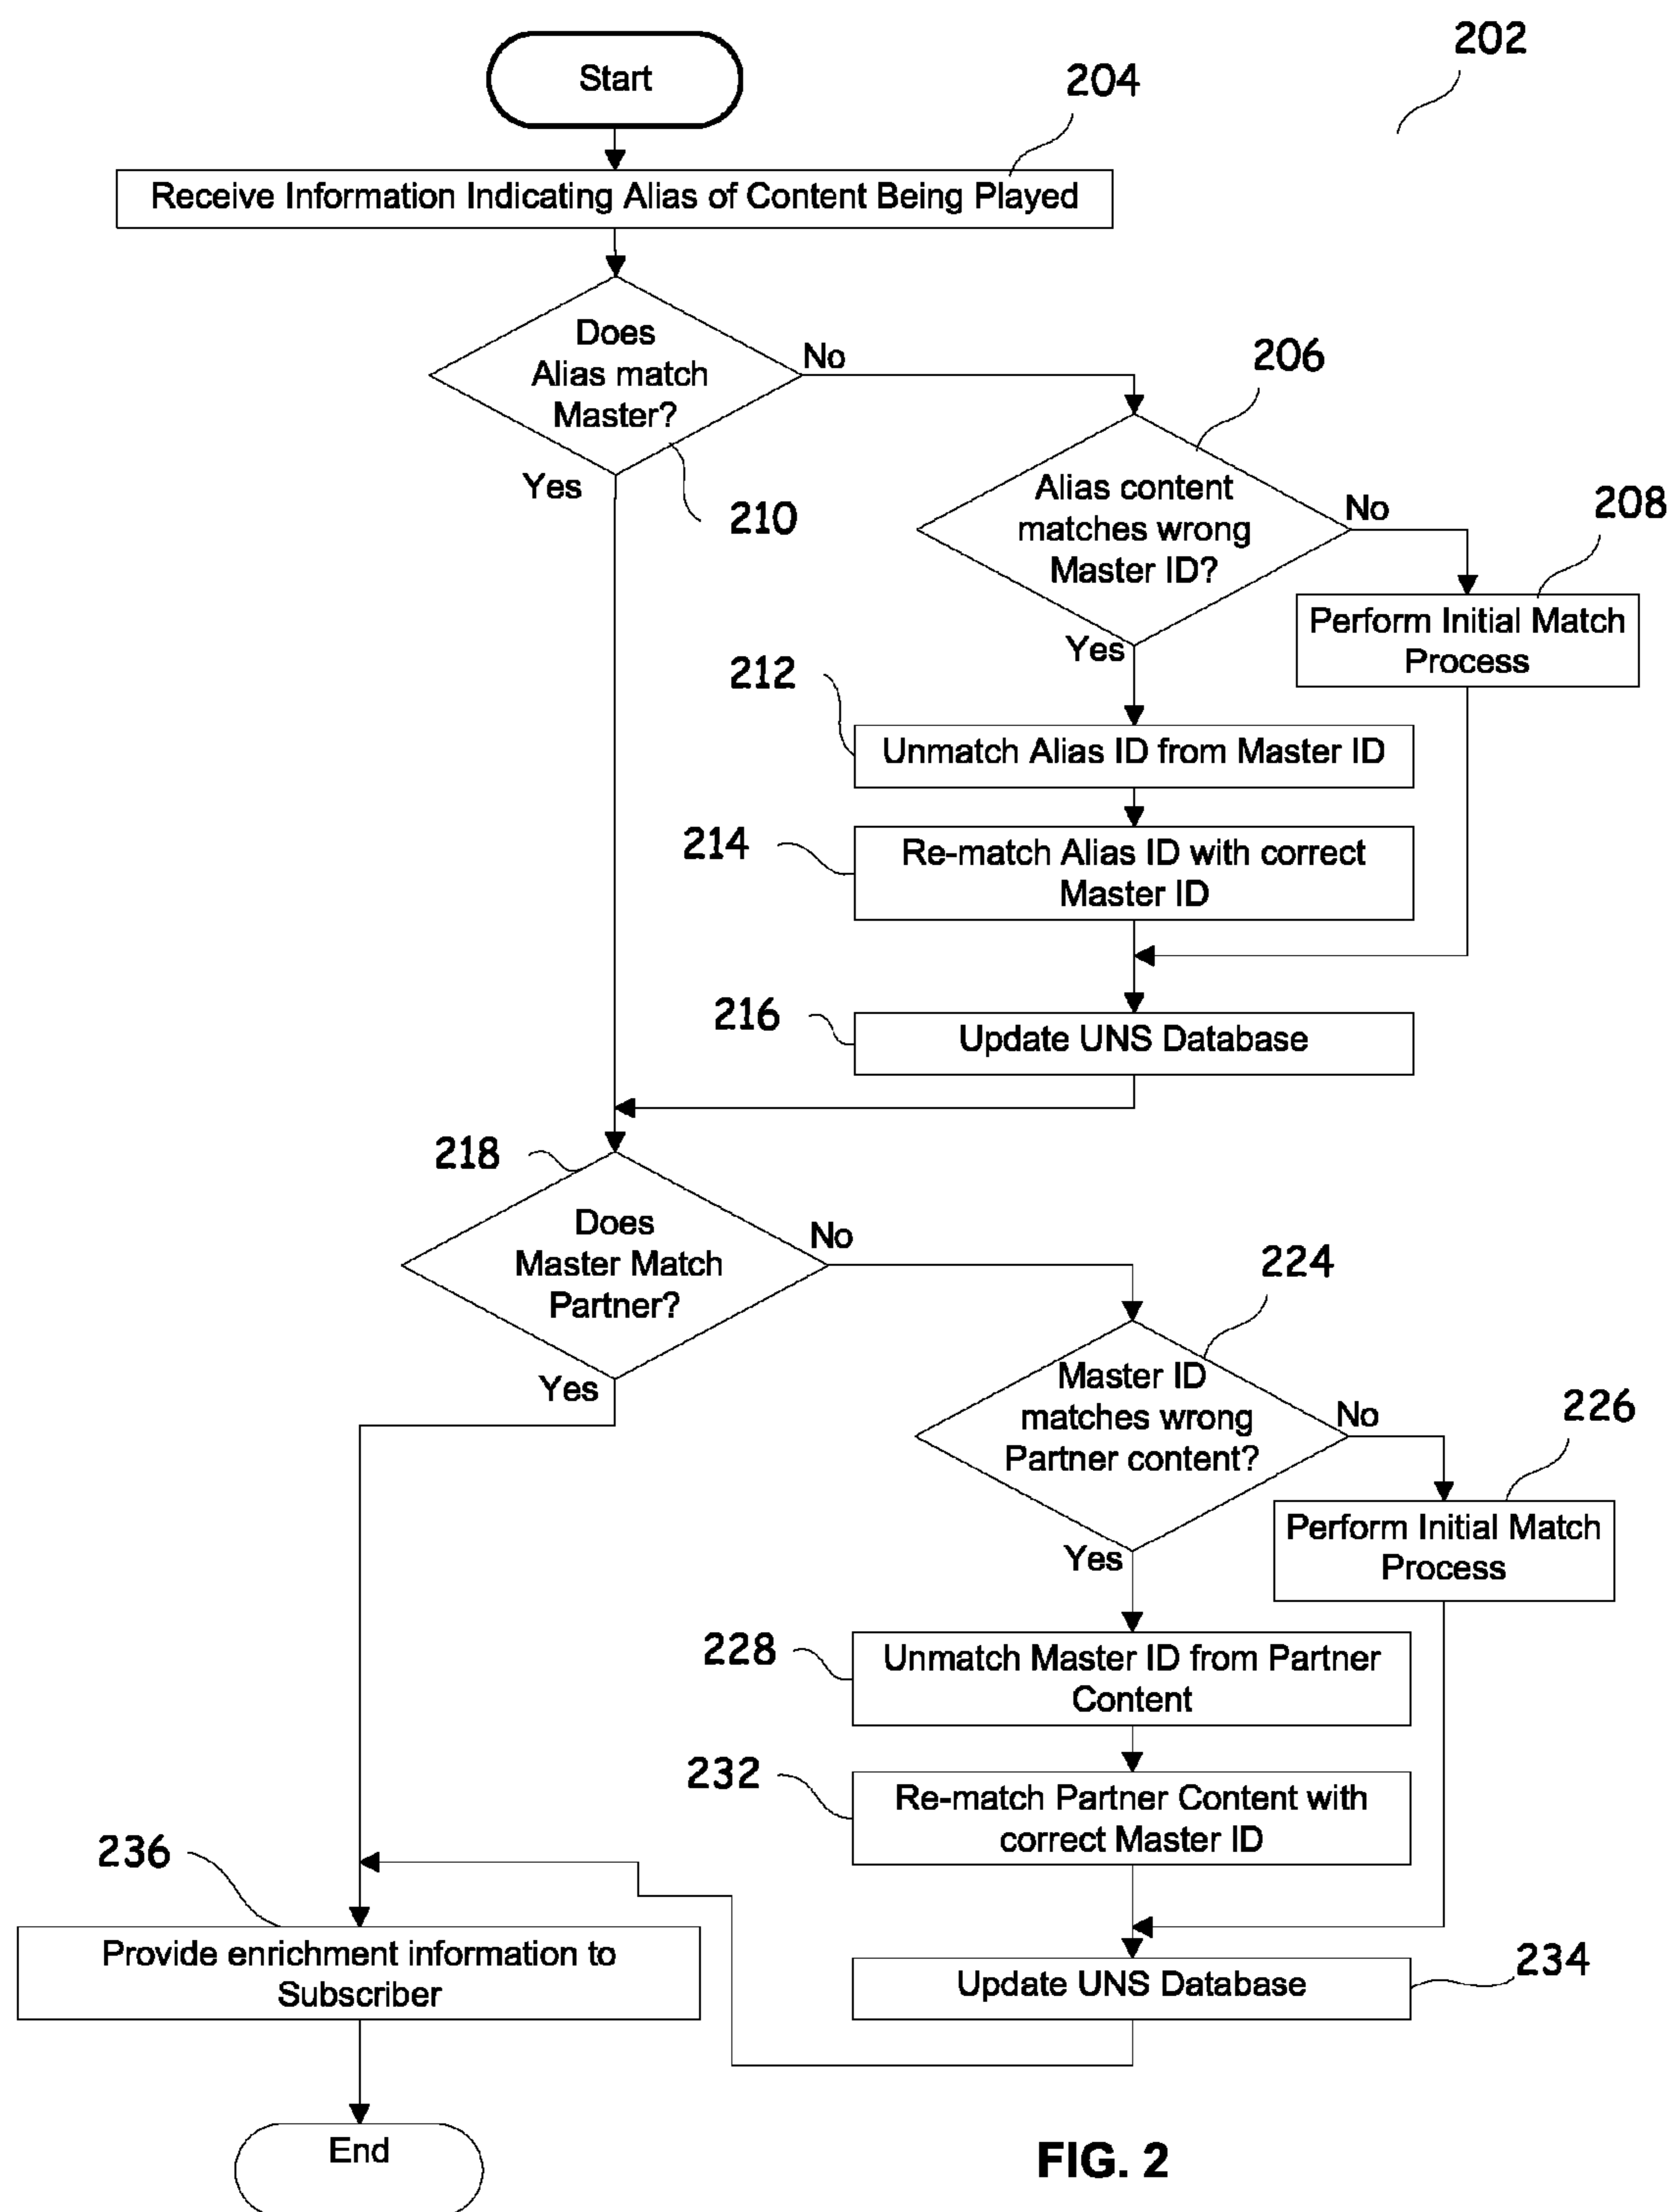 202
Start
204
Receive Information Indicating Alias of Content Being Played
Does
Alias match
Master?
No
Yes
210
206
Alias content
matches wrong
Master ID?
No
Yes
208
Perform Initial Match
Process
212
Unmatch Alias ID from Master ID
214
Re-match Alias ID with correct
Master ID
216
Update UNS Database
218
Does
Master Match
Partner?
No
Yes
224
Master ID
matches wrong
Partner content?
No
Yes
226
Perform Initial Match
Process
228
Unmatch Master ID from Partner
Content
232
Re-match Partner Content with
correct Master ID
234
Update UNS Database
236
Provide enrichment information to
Subscriber
End
FIG. 2